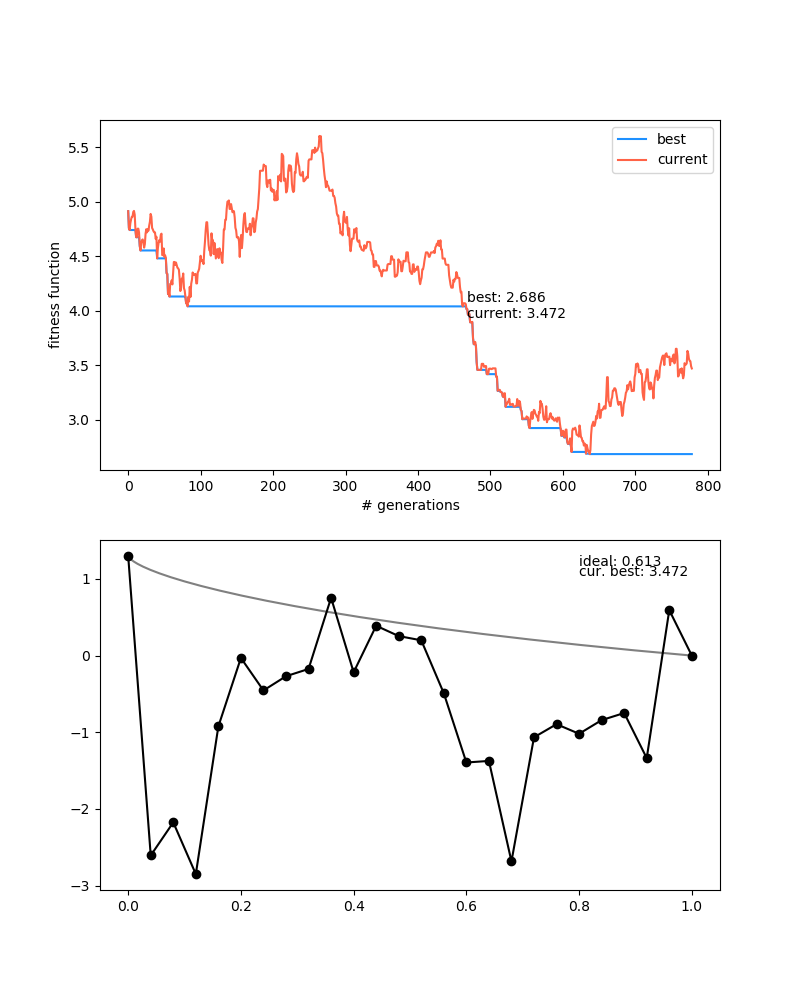 best
current
fitness function
5.5
5.0
4.5
4.0
3.5
3.0
best: 2.686
current: 3.472
0 100 200 300 400 500 600 700 800
# generations
ideal: 0.613
cur. best: 3.472
1
0
−1
−2
−3
0.0 0.2 0.4 0.6 0.8 1.0